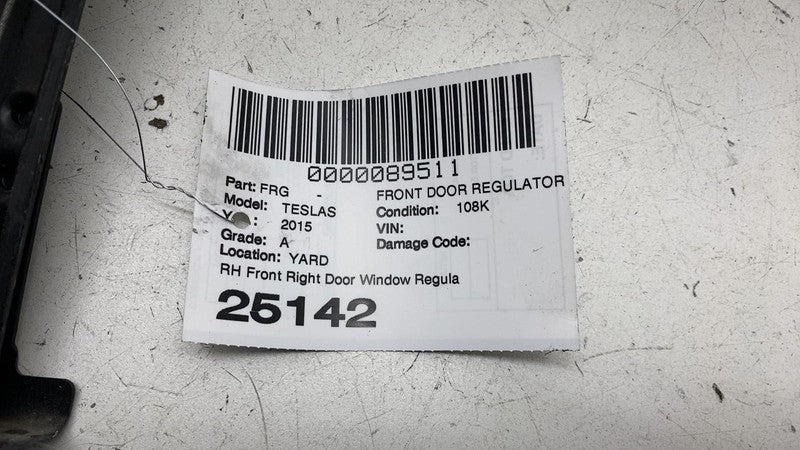 0000089511
Part: FRG - FRONT DOOR REGULATOR
Model: TESLAS Condition: 108K
Y : 2015 VIN:
Grade: A Damage Code:
Location: YARD
RH Front Right Door Window Regula
25142